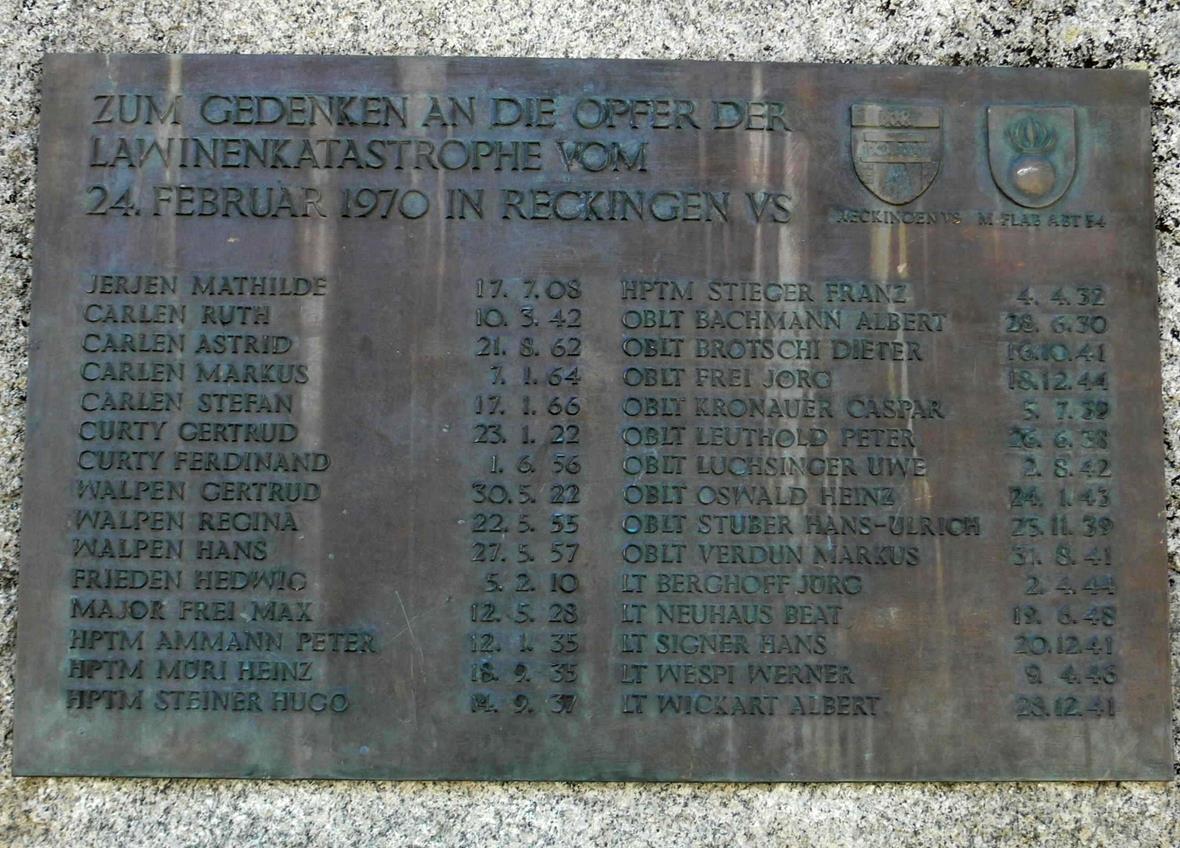 ZUM GEDENKEN AN DIE OPFER DER
LAWINENKATASTROPHE VOM
24. FEBRUAR 1970 IN RECKINGEN VS
RECKINGEN VS
M FLAB ABT 54
JERJEN MATHILDE 17. 7. 08
CARLEN RUTH 10. 3. 42
CARLEN ASTRID 21. 8. 62
CARLEN MARKUS 7. 1. 64
CARLEN STEFAN 17. 1. 66
CURTY GERTRUD 23. 1. 22
CURTY FERDINAND 1. 6. 56
WALPEN GERTRUD 30. 5. 22
WALPEN REGINA 22. 5. 55
WALPEN HANS 27. 5. 57
FRIEDEN HEDWIG 5. 2. 10
MAJOR FREI MAX 12. 5. 28
HPTM AMMANN PETER 12. 1. 35
HPTM MÜRI HEINZ 18. 9. 35
HPTM STEINER HUGO 14. 9. 37
HPTM STIEGER FRANZ 4. 4. 32
OBLT BACHMANN ALBERT 28. 6. 30
OBLT BROTSCHI DIETER 16.10.41
OBLT FREI JÖRG 18.12.44
OBLT KRONAUER CASPAR 5. 7. 39
OBLT LEUTHOLD PETER 26. 6. 38
OBLT LUCHSINGER UWE 2. 8. 42
OBLT OSWALD HEINZ 24. 1. 43
OBLT STUBER HANS-ULRICH 25.11. 39
OBLT VERDUN MARKUS 31. 8. 41
LT BERGHOFF JÜRG 2. 4. 44
LT NEUHAUS BEAT 19. 6. 48
LT SIGNER HANS 20.12.41
LT WESPI WERNER 9. 4. 46
LT WICKART ALBERT 28.12.41